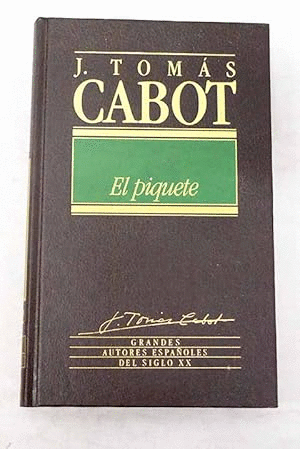 J. TOMÁS
CABOT
El piquete
J. Tomás Cabot
GRANDES
AUTORES ESPAÑOLES
DEL SIGLO XX